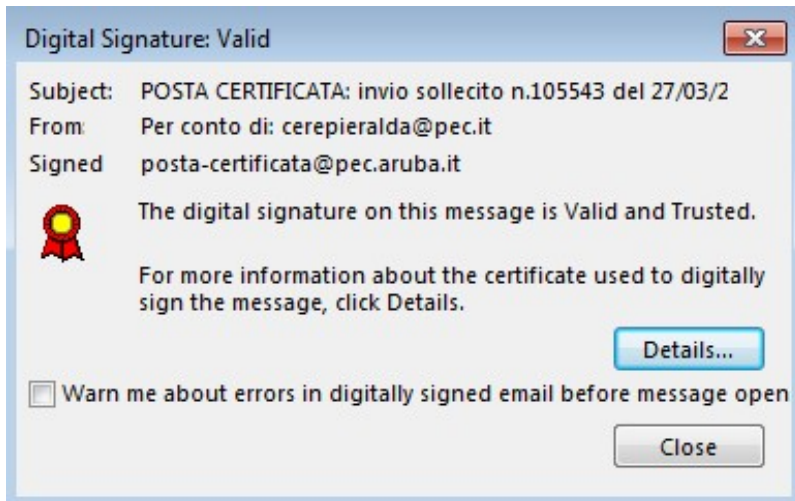 Digital Signature: Valid
Subject: POSTA CERTIFICATA: invio sollecito n.105543 del 27/03/2
From: Per conto di: cerepieralda@pec.it
Signed posta-certificata@pec.aruba.it
The digital signature on this message is Valid and Trusted.
For more information about the certificate used to digitally
sign the message, click Details.
Details...
Warn me about errors in digitally signed email before message open
Close